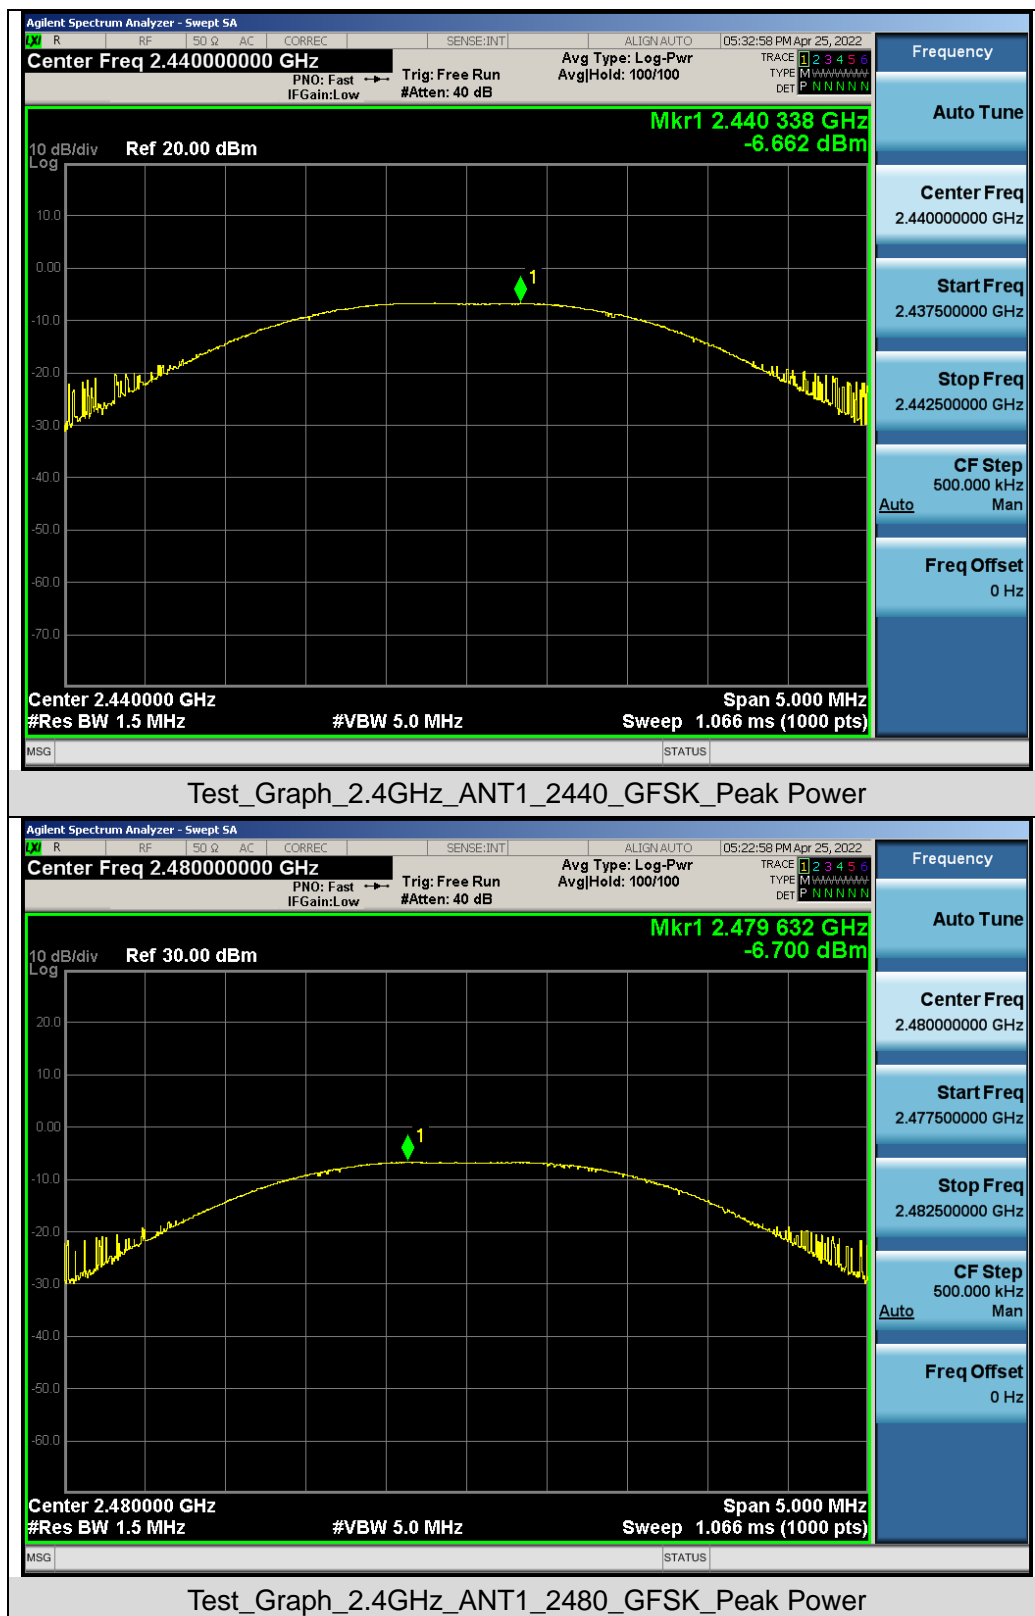 Agilent Spectrum Analyzer - Swept SA
LXI R RF 50 Ω AC CORREC SENSE:INT ALIGN AUTO 05:32:58 PM Apr 25, 2022
Center Freq 2.440000000 GHz
PNO: Fast
IFGain:Low
Trig: Free Run
#Atten: 40 dB
Avg Type: Log-Pwr
Avg|Hold: 100/100
TRACE 1 2 3 4 5 6
TYPE M
DET P N N N N N
Mkr1 2.440 338 GHz
-6.662 dBm
10 dB/div
Log
Ref 20.00 dBm
1
10.0
0.00
-10.0
-20.0
-30.0
-40.0
-50.0
-60.0
-70.0
Center 2.440000 GHz
Span 5.000 MHz
#Res BW 1.5 MHz
#VBW 5.0 MHz
Sweep 1.066 ms (1000 pts)
MSG
STATUS
Frequency
Auto Tune
Center Freq
2.440000000 GHz
Start Freq
2.437500000 GHz
Stop Freq
2.442500000 GHz
CF Step
500.000 kHz
Auto Man
Freq Offset
0 Hz
Test_Graph_2.4GHz_ANT1_2440_GFSK_Peak Power
Agilent Spectrum Analyzer - Swept SA
LXI R RF 50 Ω AC CORREC SENSE:INT ALIGN AUTO 05:22:58 PM Apr 25, 2022
Center Freq 2.480000000 GHz
PNO: Fast
IFGain:Low
Trig: Free Run
#Atten: 40 dB
Avg Type: Log-Pwr
Avg|Hold: 100/100
TRACE 1 2 3 4 5 6
TYPE M
DET P N N N N N
Mkr1 2.479 632 GHz
-6.700 dBm
10 dB/div
Log
Ref 30.00 dBm
1
20.0
10.0
0.00
-10.0
-20.0
-30.0
-40.0
-50.0
-60.0
Center 2.480000 GHz
Span 5.000 MHz
#Res BW 1.5 MHz
#VBW 5.0 MHz
Sweep 1.066 ms (1000 pts)
MSG
STATUS
Frequency
Auto Tune
Center Freq
2.480000000 GHz
Start Freq
2.477500000 GHz
Stop Freq
2.482500000 GHz
CF Step
500.000 kHz
Auto Man
Freq Offset
0 Hz
Test_Graph_2.4GHz_ANT1_2480_GFSK_Peak Power